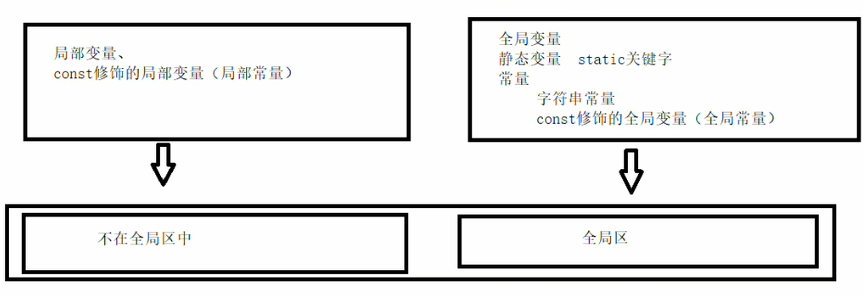 局部变量、
const修饰的局部变量（局部常量）
全局变量
静态变量 static关键字
常量
字符串常量
const修饰的全局变量（全局常量）
不在全局区中
全局区